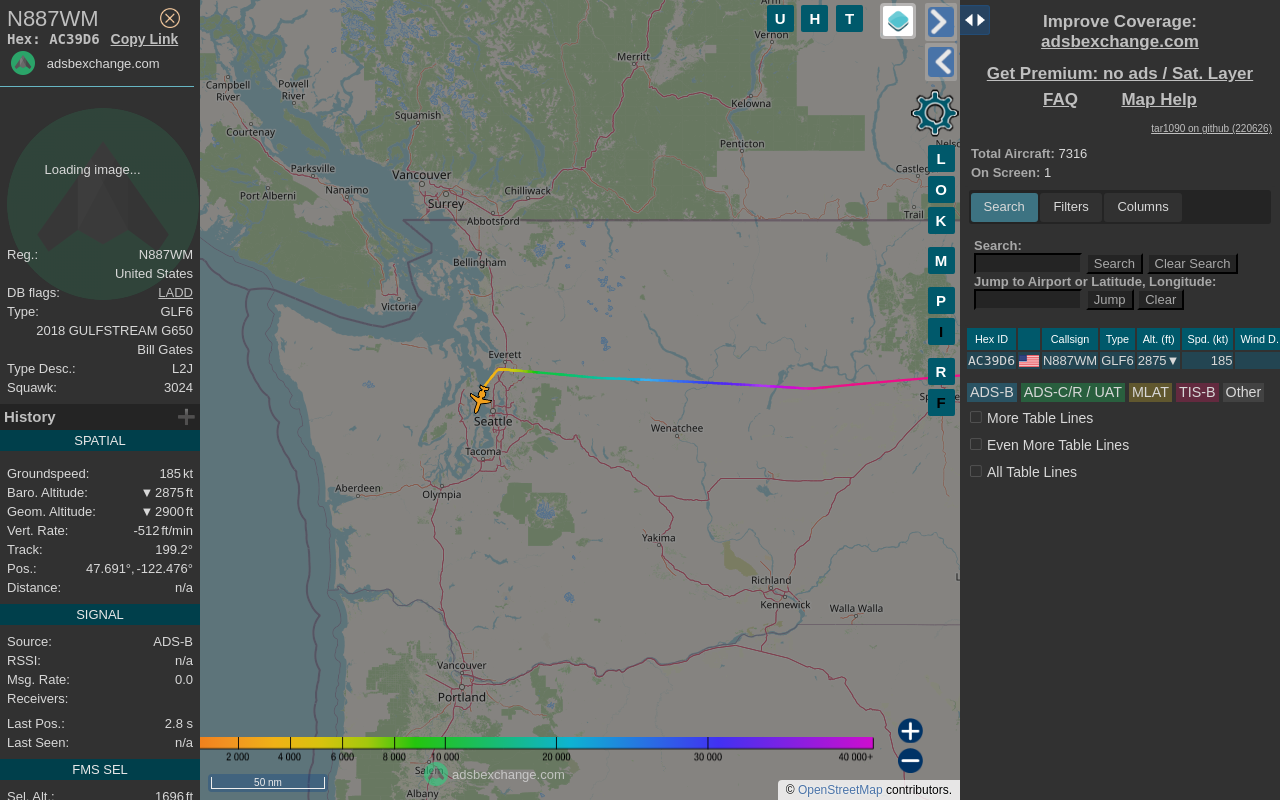 N887WM
Hex: AC39D6 Copy Link
adsbexchange.com
Loading image...
Reg.: N887WM
United States
DB flags: LADD
Type: GLF6
2018 GULFSTREAM G650
Bill Gates
Type Desc.: L2J
Squawk: 3024
History
SPATIAL
Groundspeed: 185 kt
Baro. Altitude: ▼ 2875 ft
Geom. Altitude: ▼ 2900 ft
Vert. Rate: -512 ft/min
Track: 199.2°
Pos.: 47.691°, -122.476°
Distance: n/a
SIGNAL
Source: ADS-B
RSSI: n/a
Msg. Rate: 0.0
Receivers:
Last Pos.: 2.8 s
Last Seen: n/a
FMS SEL
Sel. Alt.: 1696 ft
U H T
L
O
K
M
P
I
R
F
Vernon
Merritt
Campbell
River
Powell
River
Kelowna
Squamish
Courtenay
Penticton
Parksville
Vancouver
Nanaimo
Port Alberni
Chilliwack
Surrey
Abbotsford
Trail
Bellingham
Victoria
Everett
Seattle
Wenatchee
Tacoma
Aberdeen
Olympia
Yakima
Richland
Kennewick
Walla Walla
Vancouver
Portland
Salem
Albany
2 000 4 000 6 000 8 000 10 000 20 000 30 000 40 000+
adsbexchange.com
50 nm
© OpenStreetMap contributors.
Improve Coverage:
adsbexchange.com
Get Premium: no ads / Sat. Layer
FAQ Map Help
tar1090 on github (220626)
Total Aircraft: 7316
On Screen: 1
Search Filters Columns
Search:
Search Clear Search
Jump to Airport or Latitude, Longitude:
Jump Clear
Hex ID Callsign Type Alt. (ft) Spd. (kt) Wind D.
AC39D6 N887WM GLF6 2875▼ 185
ADS-B ADS-C/R / UAT MLAT TIS-B Other
More Table Lines
Even More Table Lines
All Table Lines